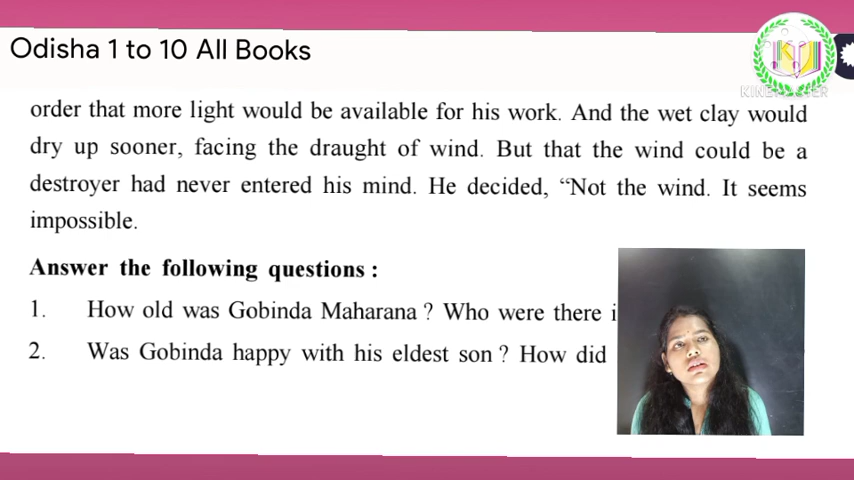 Odisha 1 to 10 All Books
KINEMASTER
order that more light would be available for his work. And the wet clay would
dry up sooner, facing the draught of wind. But that the wind could be a
destroyer had never entered his mind. He decided, “Not the wind. It seems
impossible.
Answer the following questions :
1. How old was Gobinda Maharana ? Who were there i
2. Was Gobinda happy with his eldest son ? How did